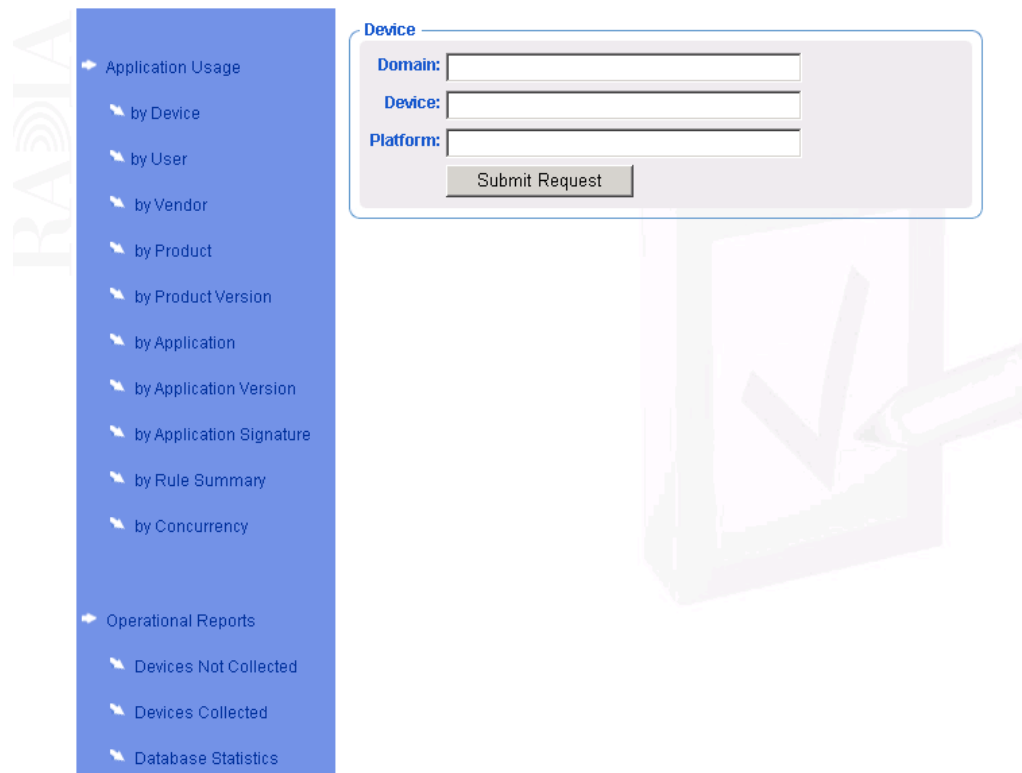 RADIA
Application Usage
by Device
by User
by Vendor
by Product
by Product Version
by Application
by Application Version
by Application Signature
by Rule Summary
by Concurrency
Operational Reports
Devices Not Collected
Devices Collected
Database Statistics
Device
Domain:
Device:
Platform:
Submit Request